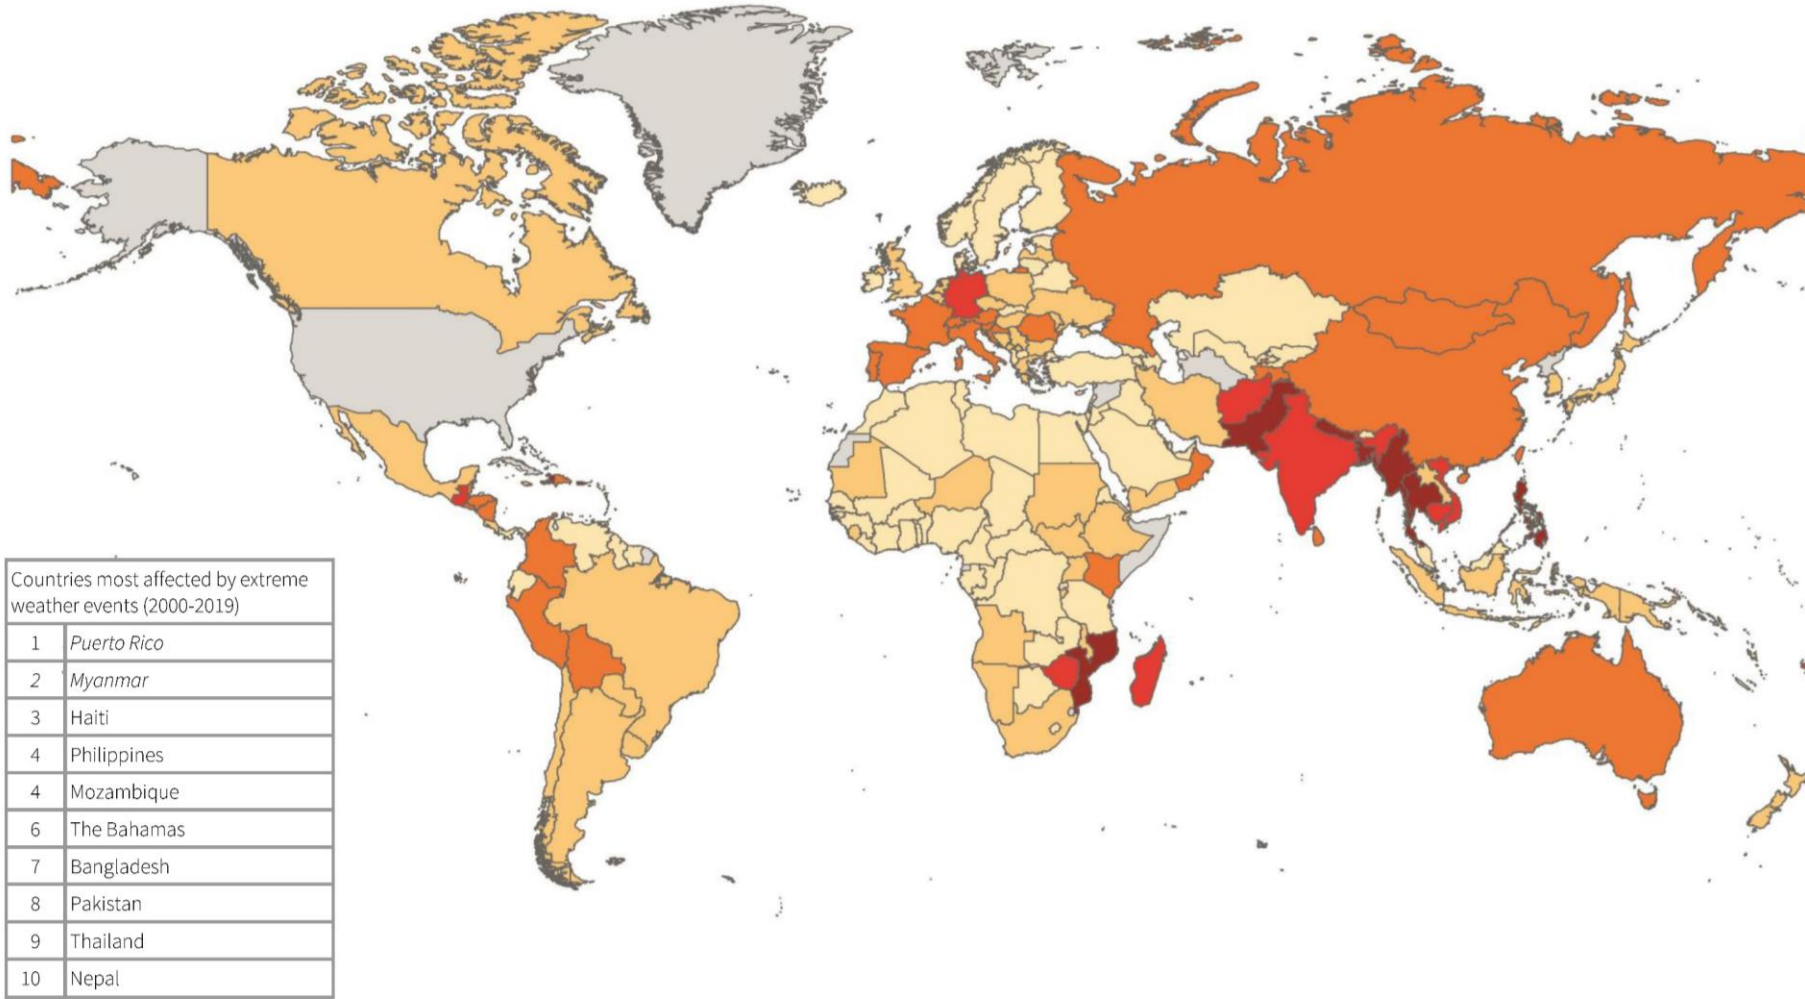 Countries most affected by extreme
weather events (2000-2019)
1 Puerto Rico
2 Myanmar
3 Haiti
4 Philippines
4 Mozambique
6 The Bahamas
7 Bangladesh
8 Pakistan
9 Thailand
10 Nepal